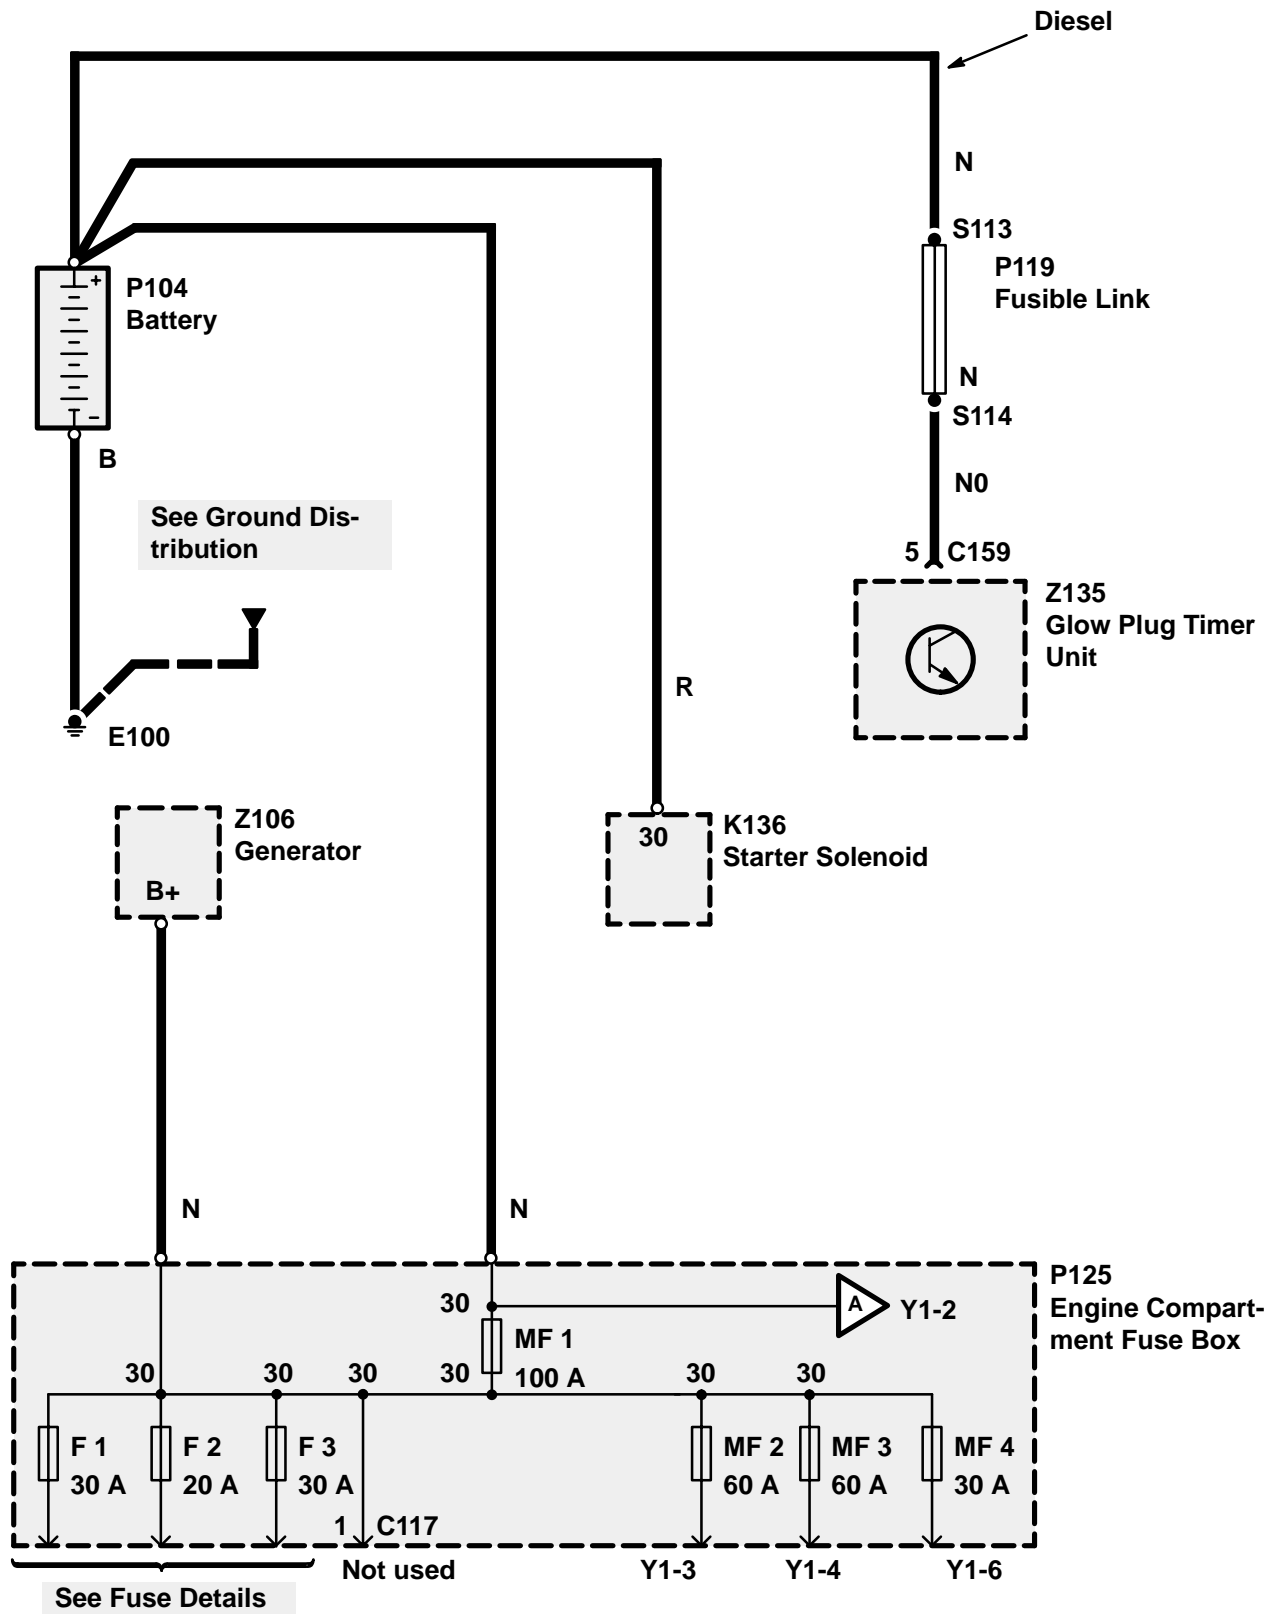 Diesel
N
S113
P119
Fusible Link
P104
Battery
+
N
−
S114
B
N0
See Ground Dis-
tribution
5
C159
Z135
Glow Plug Timer
Unit
R
E100
Z106
Generator
K136
Starter Solenoid
30
B+
N
N
P125
Engine Compart-
ment Fuse Box
30
A
Y1-2
MF 1
100 A
30
30
30
30
30
30
F 1
30 A
F 2
20 A
F 3
30 A
MF 2
60 A
MF 3
60 A
MF 4
30 A
1
C117
Not used
Y1-3
Y1-4
Y1-6
See Fuse Details